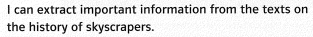 I can extract important information from the texts on
the history of skyscrapers.